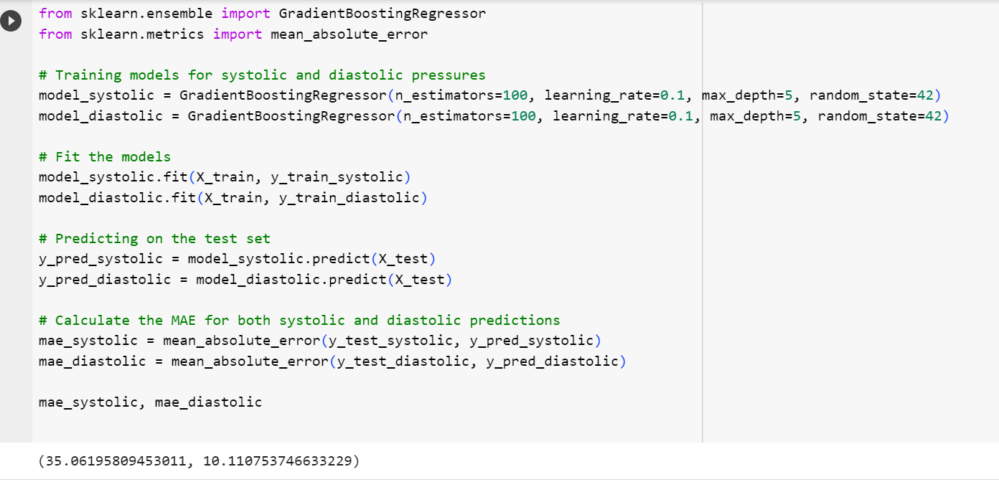 from sklearn.ensemble import GradientBoostingRegressor
from sklearn.metrics import mean_absolute_error
# Training models for systolic and diastolic pressures
model_systolic = GradientBoostingRegressor(n_estimators=100, learning_rate=0.1, max_depth=5, random_state=42)
model_diastolic = GradientBoostingRegressor(n_estimators=100, learning_rate=0.1, max_depth=5, random_state=42)
# Fit the models
model_systolic.fit(X_train, y_train_systolic)
model_diastolic.fit(X_train, y_train_diastolic)
# Predicting on the test set
y_pred_systolic = model_systolic.predict(X_test)
y_pred_diastolic = model_diastolic.predict(X_test)
# Calculate the MAE for both systolic and diastolic predictions
mae_systolic = mean_absolute_error(y_test_systolic, y_pred_systolic)
mae_diastolic = mean_absolute_error(y_test_diastolic, y_pred_diastolic)
mae_systolic, mae_diastolic
(35.06195809453011, 10.110753746633229)